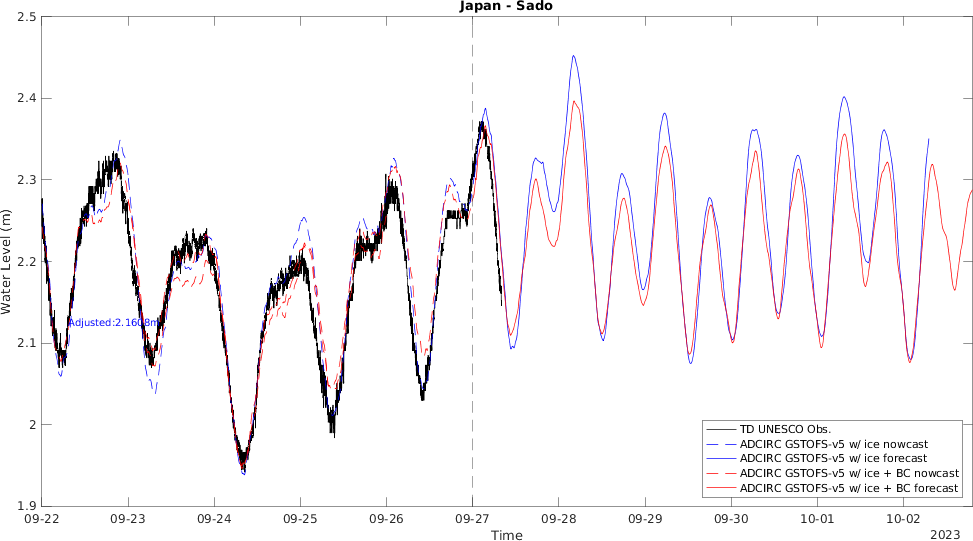 Japan - Sado
2.5
2.4
2.3
2.2
2.1
2
1.9
Water Level (m)
Adjusted:2.1608m
TD UNESCO Obs.
ADCIRC GSTOFS-v5 w/ ice nowcast
ADCIRC GSTOFS-v5 w/ ice forecast
ADCIRC GSTOFS-v5 w/ ice + BC nowcast
ADCIRC GSTOFS-v5 w/ ice + BC forecast
09-22 09-23 09-24 09-25 09-26 09-27 09-28 09-29 09-30 10-01 10-02
Time
2023